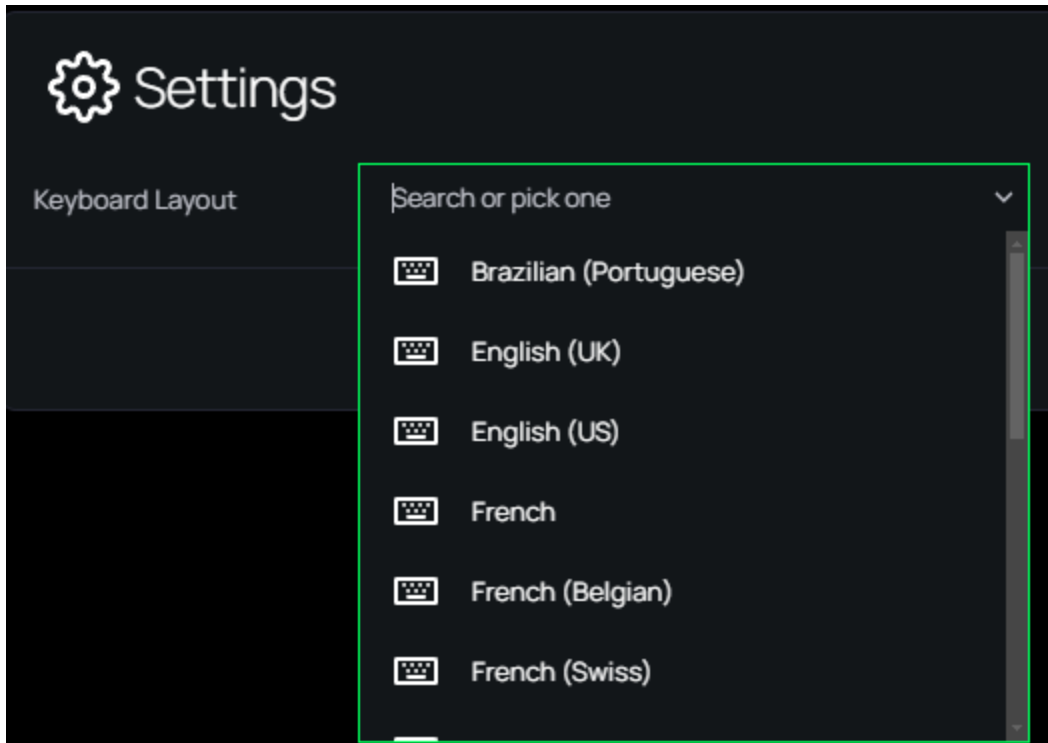 Settings
Keyboard Layout
Search or pick one
Brazilian (Portuguese)
English (UK)
English (US)
French
French (Belgian)
French (Swiss)